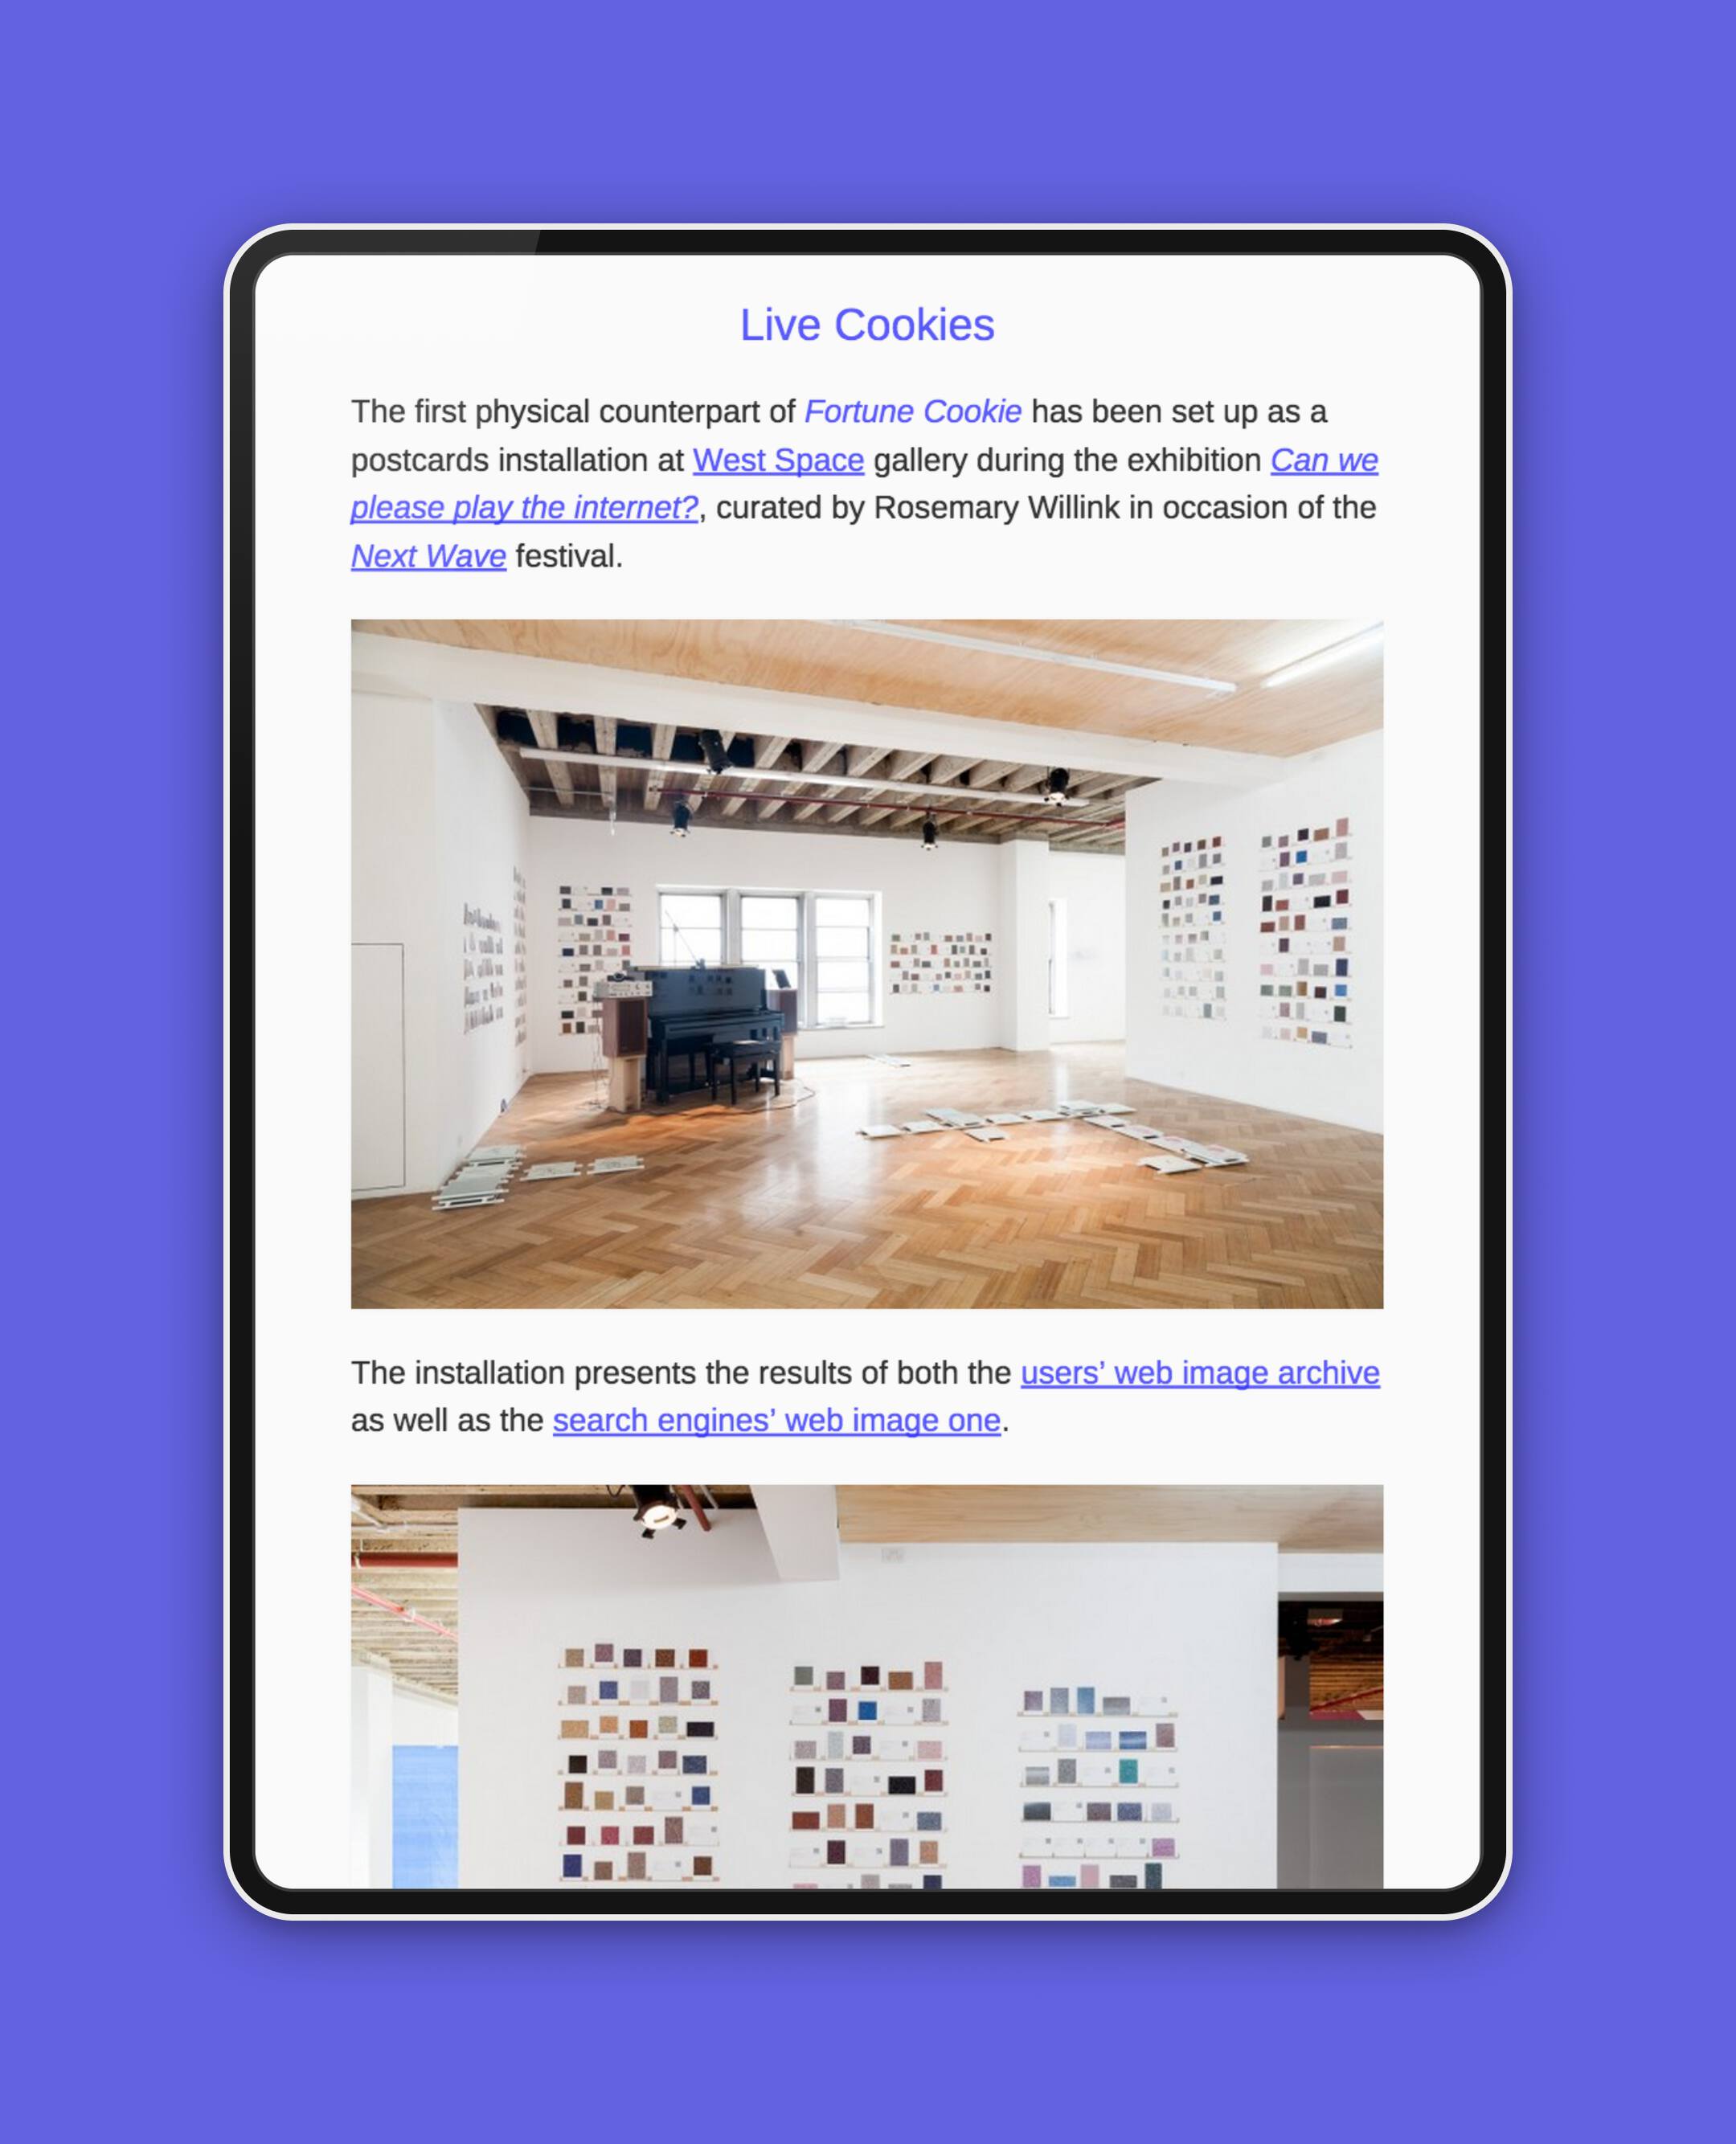 Live Cookies
The first physical counterpart of Fortune Cookie has been set up as a
postcards installation at West Space gallery during the exhibition Can we
please play the internet?, curated by Rosemary Willink in occasion of the
Next Wave festival.
The installation presents the results of both the users’ web image archive
as well as the search engines’ web image one.